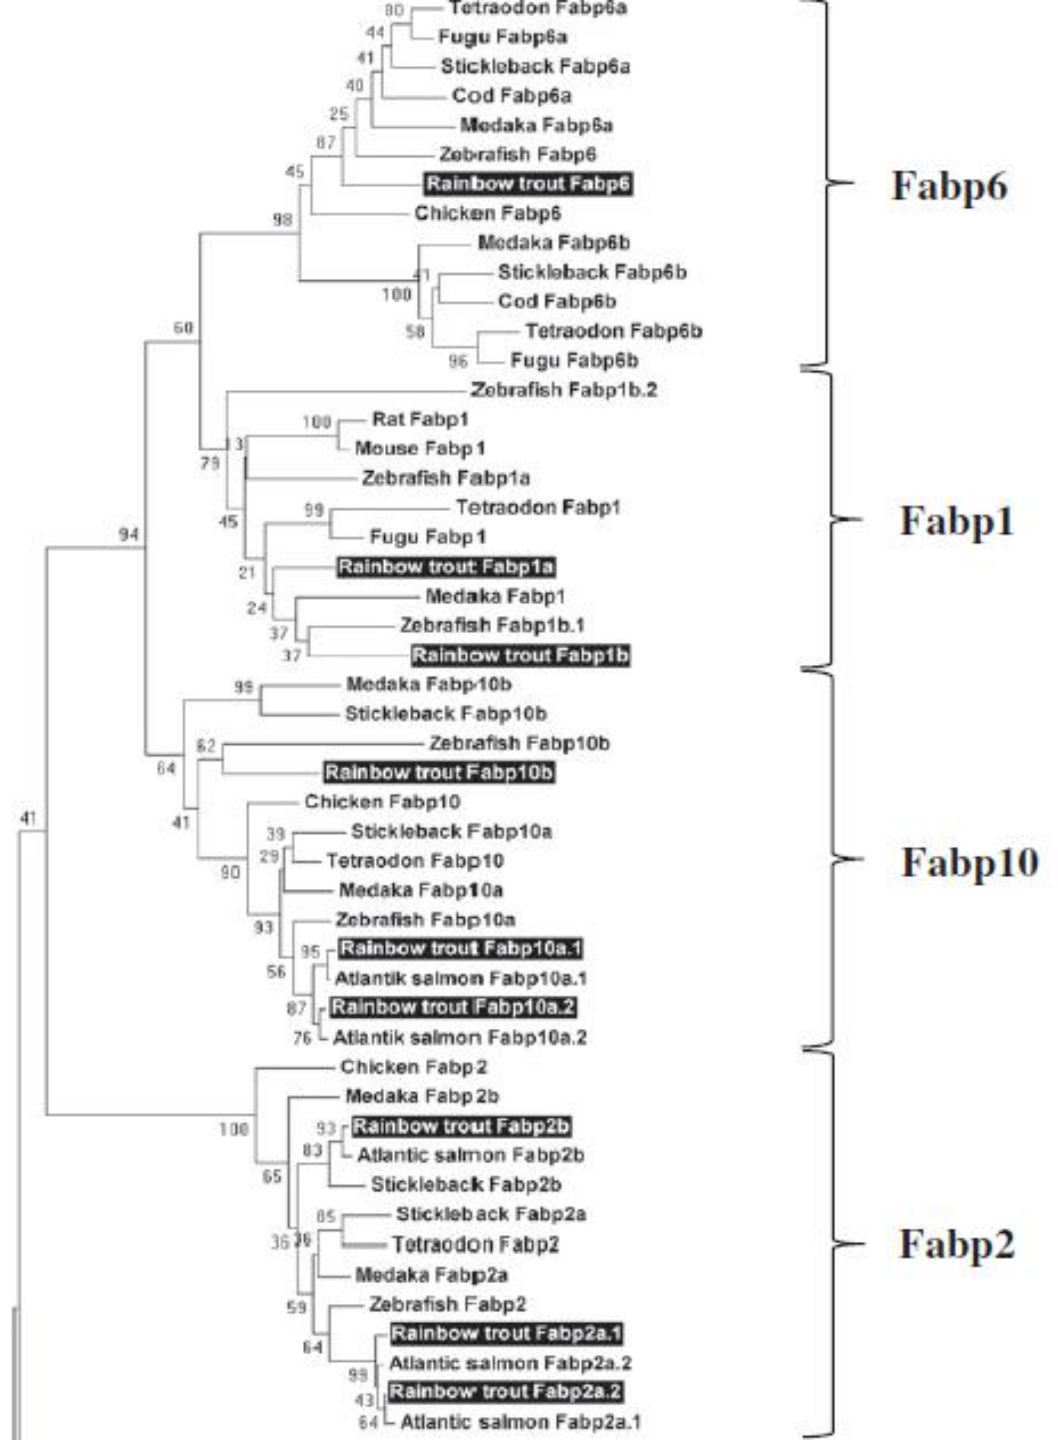 80
Tetraodon Fabp6a
44
Fugu Fabp6a
41
Stickleback Fabp6a
40
Cod Fabp6a
25
Medaka Fabp6a
87
Zebrafish Fabp6
45
Rainbow trout Fabp6
Fabp6
98
Chicken Fabp6
Medaka Fabp6b
41
Stickleback Fabp6b
100
Cod Fabp6b
58
60
Tetraodon Fabp6b
96
Fugu Fabp6b
Zebrafish Fabp1b.2
100
Rat Fabp1
13
Mouse Fabp1
79
Zebrafish Fabp1a
99
Tetraodon Fabp1
45
Fabp1
94
Fugu Fabp1
21
Rainbow trout Fabp1a
24
Medaka Fabp1
37
Zebrafish Fabp1b.1
37
Rainbow trout Fabp1b
99
Medaka Fabp10b
Stickleback Fabp10b
62
Zebrafish Fabp10b
64
Rainbow trout Fabp10b
Chicken Fabp10
41
41
39
Stickleback Fabp10a
29
Tetraodon Fabp10
Fabp10
90
Medaka Fabp10a
93
Zebrafish Fabp10a
95
Rainbow trout Fabp10a.1
56
Atlantik salmon Fabp10a.1
87
Rainbow trout Fabp10a.2
76
Atlantik salmon Fabp10a.2
Chicken Fabp2
Medaka Fabp2b
100
93
Rainbow trout Fabp2b
83
Atlantic salmon Fabp2b
65
Stickleback Fabp2b
85
Stickleback Fabp2a
36
36
Tetraodon Fabp2
Fabp2
Medaka Fabp2a
59
Zebrafish Fabp2
64
Rainbow trout Fabp2a.1
99
Atlantic salmon Fabp2a.2
43
Rainbow trout Fabp2a.2
64
Atlantic salmon Fabp2a.1